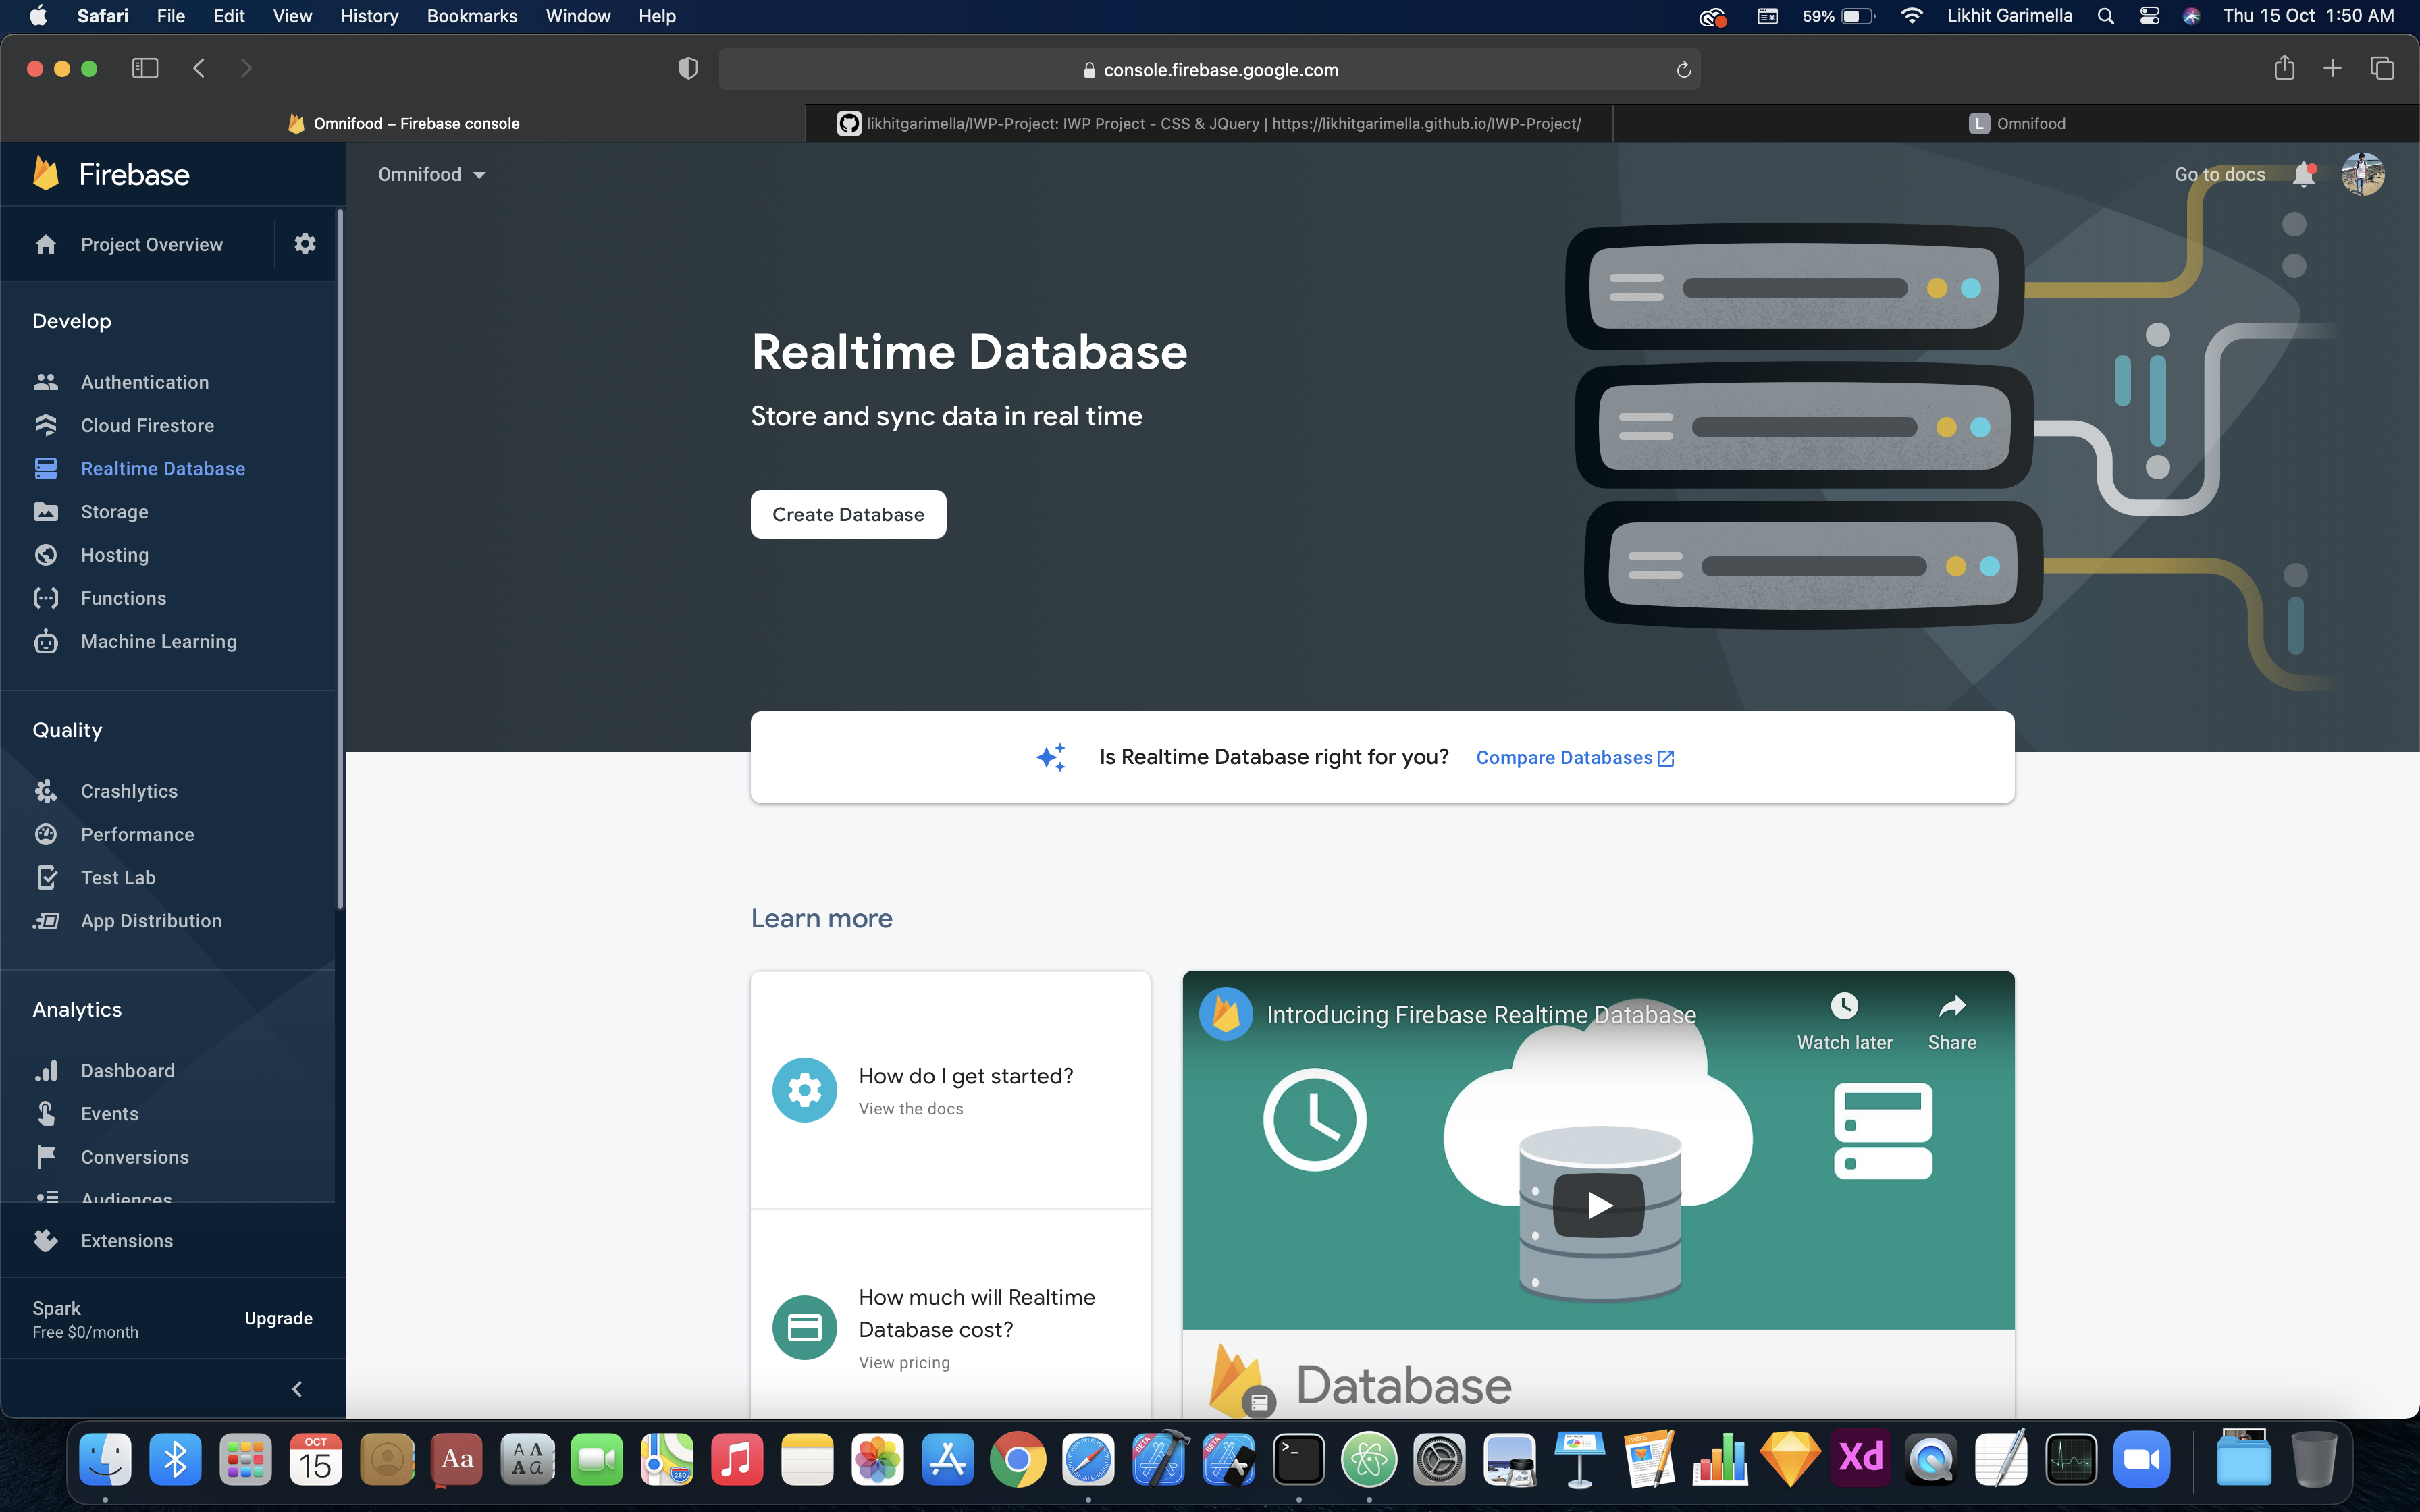 Safari File Edit View History Bookmarks Window Help
59% Likhit Garimella Thu 15 Oct 1:50 AM
console.firebase.google.com
Omnifood – Firebase console
likhitgarimella/IWP-Project: IWP Project - CSS & JQuery | https://likhitgarimella.github.io/IWP-Project/
L Omnifood
Firebase
Omnifood
Go to docs
Project Overview
Develop
Authentication
Cloud Firestore
Realtime Database
Storage
Hosting
Functions
Machine Learning
Quality
Crashlytics
Performance
Test Lab
App Distribution
Analytics
Dashboard
Events
Conversions
Audiences
Extensions
Spark
Free $0/month
Upgrade
Realtime Database
Store and sync data in real time
Create Database
Is Realtime Database right for you? Compare Databases
Learn more
How do I get started?
View the docs
How much will Realtime
Database cost?
View pricing
Introducing Firebase Realtime Database
Watch later
Share
Database
OCT
15
Aa
A A
A a
280
BETA
BETA
>_
PAGES
Xd